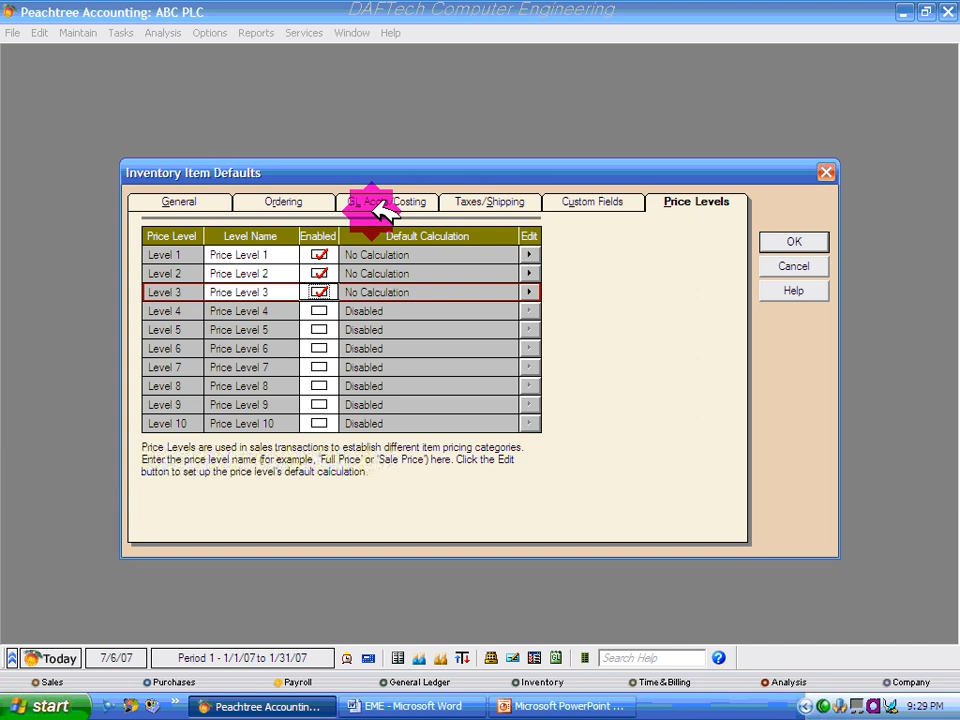 Peachtree Accounting: ABC PLC
DAFTech Computer Engineering
File Edit Maintain Tasks Analysis Options Reports Services Window Help
Inventory Item Defaults
General Ordering GL Accts/Costing Taxes/Shipping Custom Fields Price Levels
Price Level Level Name Enabled Default Calculation Edit
Level 1 Price Level 1 No Calculation
Level 2 Price Level 2 No Calculation
Level 3 Price Level 3 No Calculation
Level 4 Price Level 4 Disabled
Level 5 Price Level 5 Disabled
Level 6 Price Level 6 Disabled
Level 7 Price Level 7 Disabled
Level 8 Price Level 8 Disabled
Level 9 Price Level 9 Disabled
Level 10 Price Level 10 Disabled
OK
Cancel
Help
Price Levels are used in sales transactions to establish different item pricing categories.
Enter the price level name (for example, 'Full Price' or 'Sale Price') here. Click the Edit
button to set up the price level's default calculation.
Today 7/6/07 Period 1 - 1/1/07 to 1/31/07 Search Help
Sales Purchases Payroll General Ledger Inventory Time & Billing Analysis Company
start Peachtree Accountin... EME - Microsoft Word Microsoft PowerPoint ... 9:29 PM